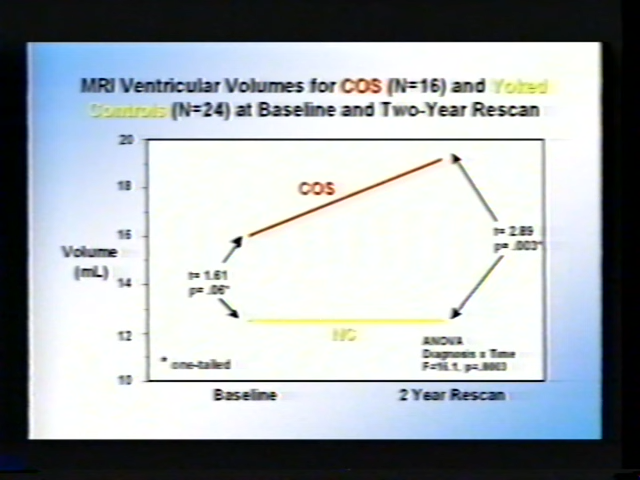 MRI Ventricular Volumes for COS (N=16) and Yoked
Controls (N=24) at Baseline and Two-Year Rescan
20
18
16
14
12
10
Volume
(mL)
COS
NC
t= 1.61
p= .06*
t= 2.89
p= .003*
* one-tailed
ANOVA
Diagnosis x Time
F=16.1, p=.0003
Baseline
2 Year Rescan